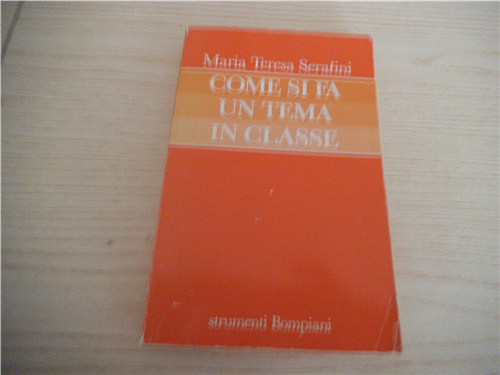 Maria Teresa Serafini
COME SI FA
UN TEMA
IN CLASSE
strumenti Bompiani